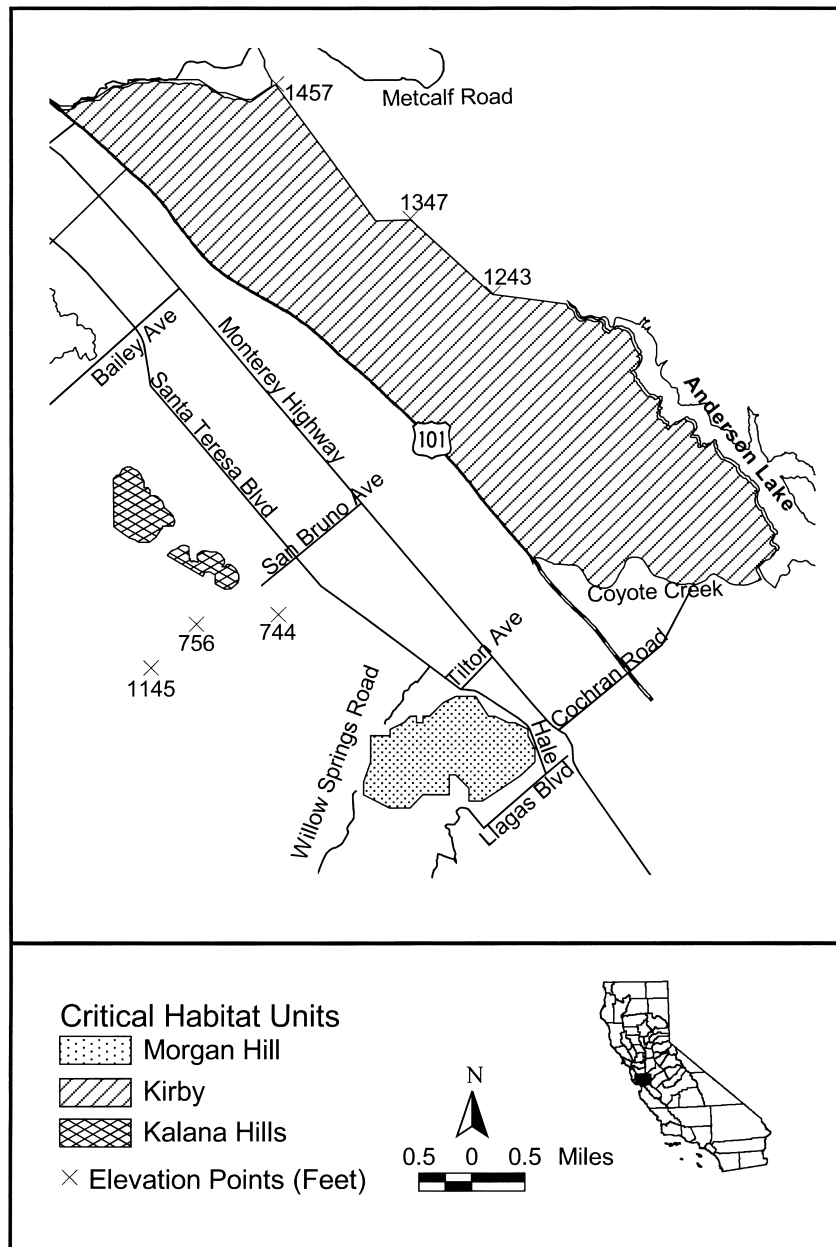 1457
Metcalf Road
1347
1243
Anderson Lake
Bailey Ave
Monterey Highway
Santa Teresa Blvd
101
San Bruno Ave
Coyote Creek
756
744
1145
Tilton Ave
Cochran Road
Willow Springs Road
Hale
Llagas Blvd
Critical Habitat Units
Morgan Hill
Kirby
Kalana Hills
Elevation Points (Feet)
N
0.5 0 0.5 Miles